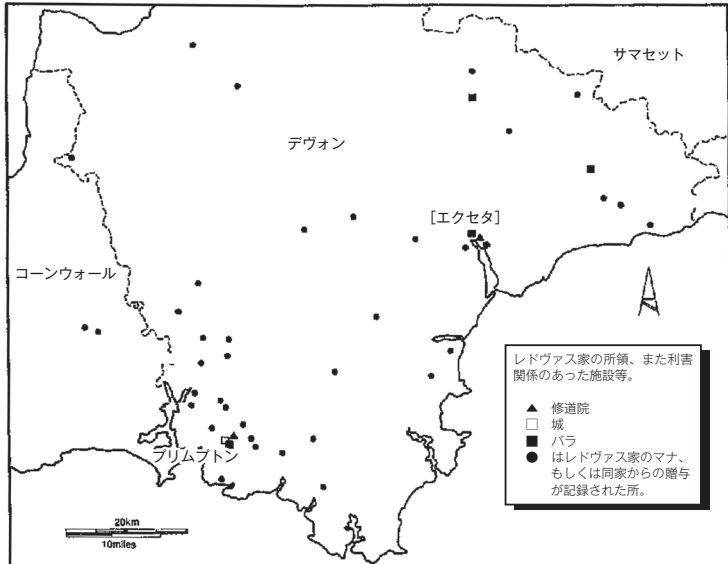 サマセット
デヴォン
［エクセタ］
コーンウォール
プリムプトン
レドヴァス家の所領、また利害
関係のあった施設等。
修道院
城
バラ
はレドヴァス家のマナ、
もしくは同家からの贈与
が記録された所。
20km
10miles